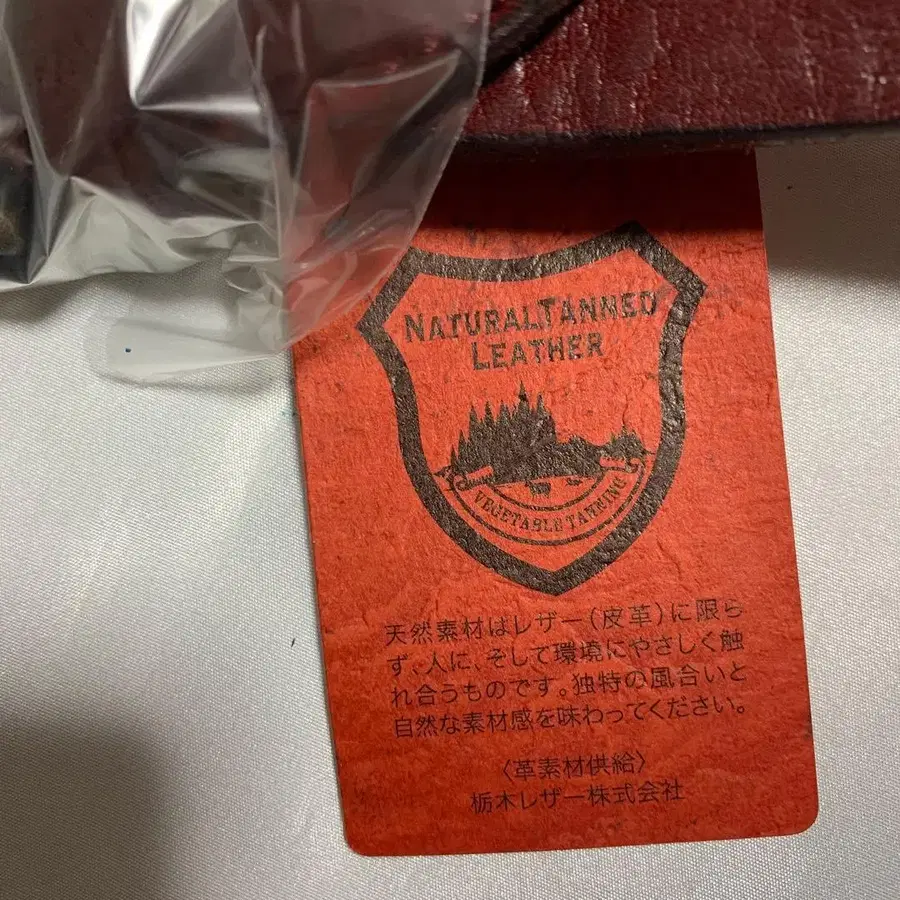 NATURALTANNED
LEATHER
VEGETABLE TANNING
天然素材はレザー(皮革)に限ら
ず、人に、そして環境にやさしく触
れ合うものです。独特の風合いと
自然な素材感を味わってください。
〈革素材供給〉
栃木レザー株式会社